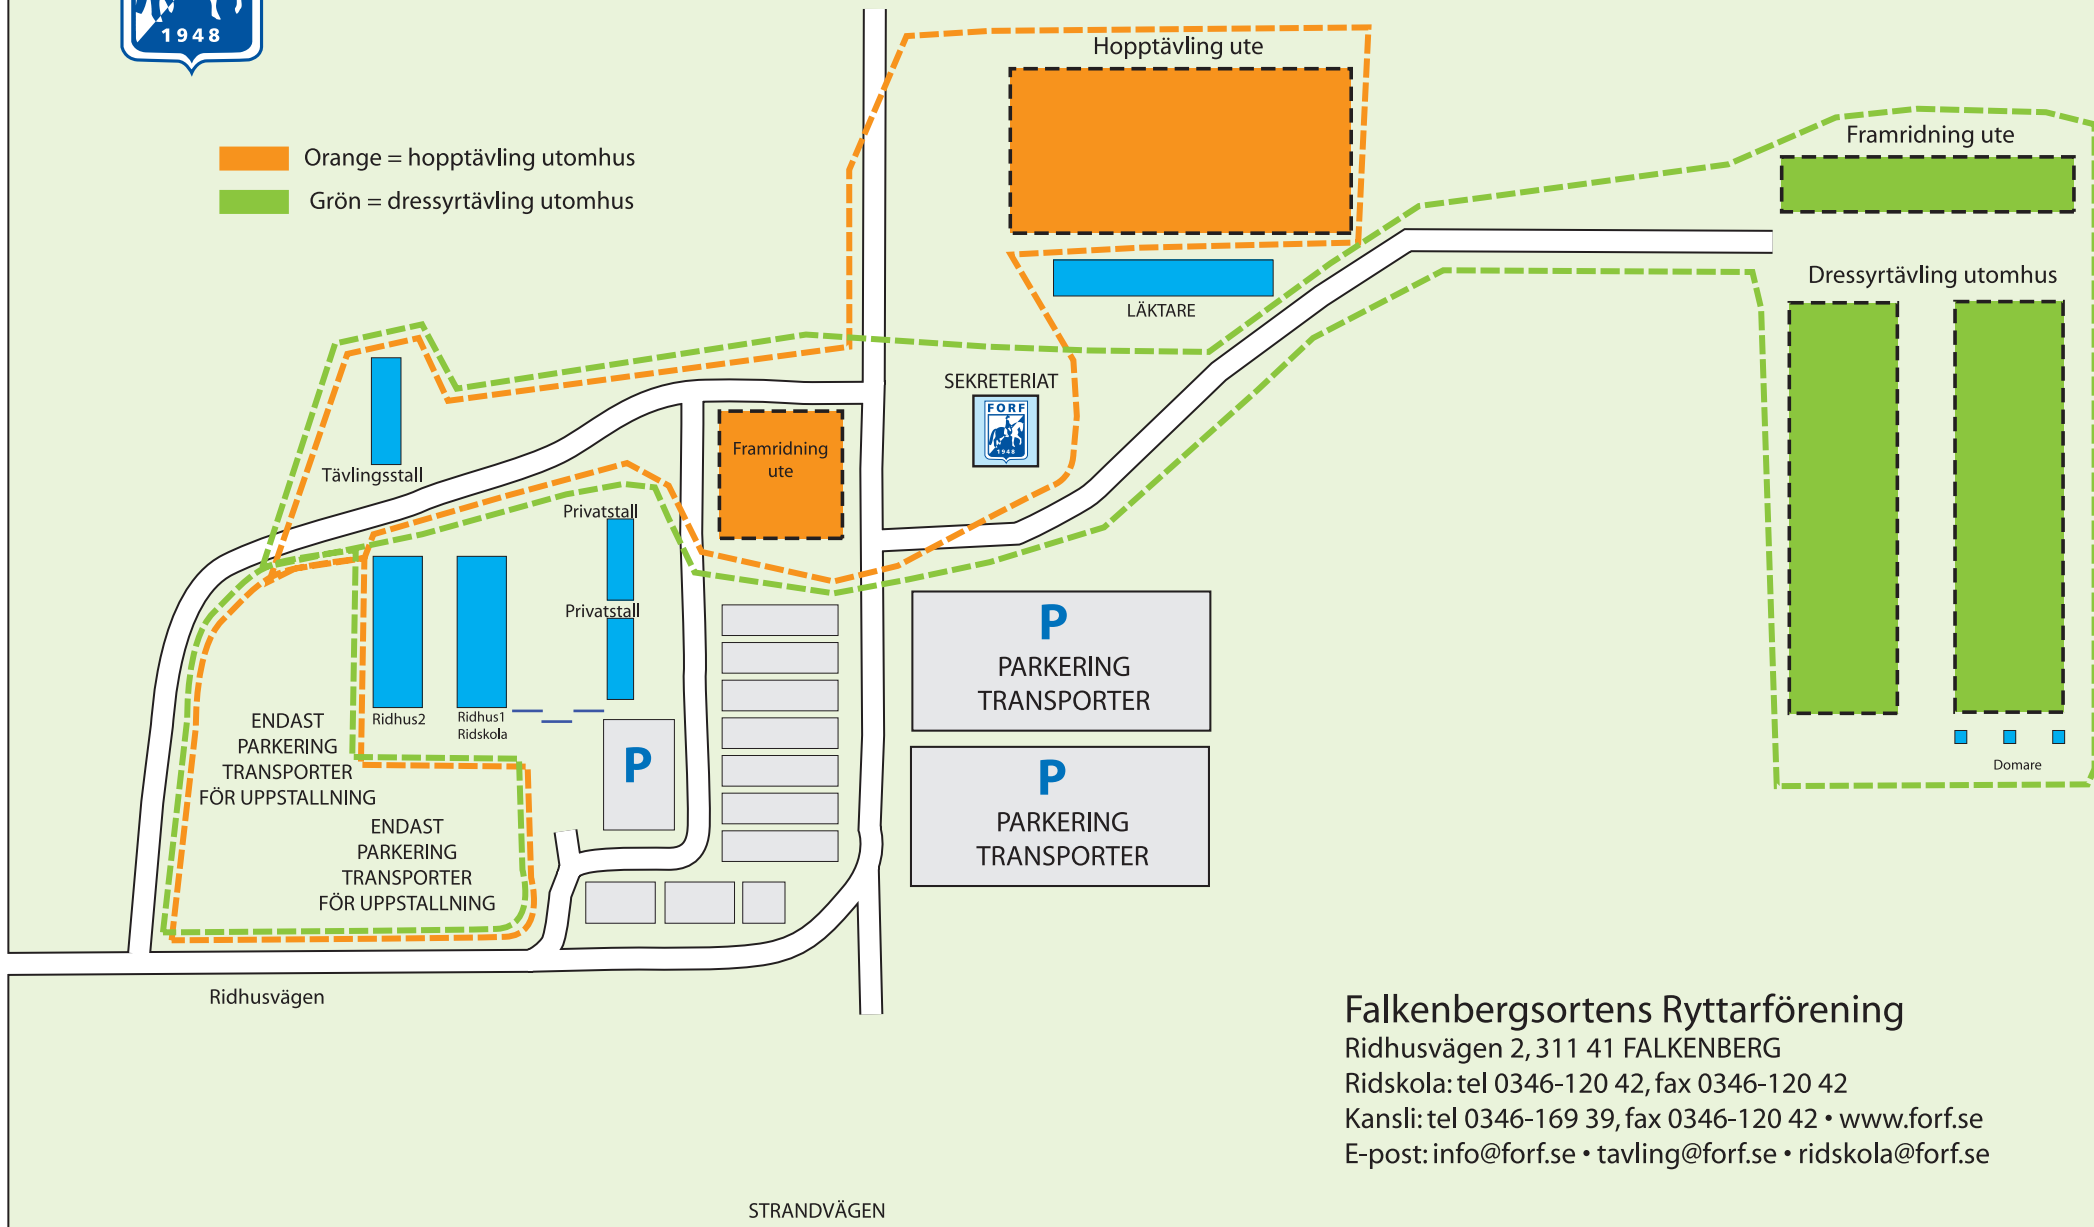 1948
Orange = hopptävling utomhus
Grön = dressyrtävling utomhus
Hopptävling ute
LÄKTARE
Framridning ute
Dressyrtävling utomhus
Domare
SEKRETERIAT
FORF
1948
Framridning
ute
Tävlingsstall
Privatstall
Privatstall
Ridhus2
Ridhus1
Ridskola
P
P
PARKERING
TRANSPORTER
P
PARKERING
TRANSPORTER
ENDAST
PARKERING
TRANSPORTER
FÖR UPPSTALLNING
ENDAST
PARKERING
TRANSPORTER
FÖR UPPSTALLNING
Ridhusvägen
Falkenbergsortens Ryttarförening
Ridhusvägen 2, 311 41 FALKENBERG
Ridskola: tel 0346-120 42, fax 0346-120 42
Kansli: tel 0346-169 39, fax 0346-120 42 • www.forf.se
E-post: info@forf.se • tavling@forf.se • ridskola@forf.se
STRANDVÄGEN